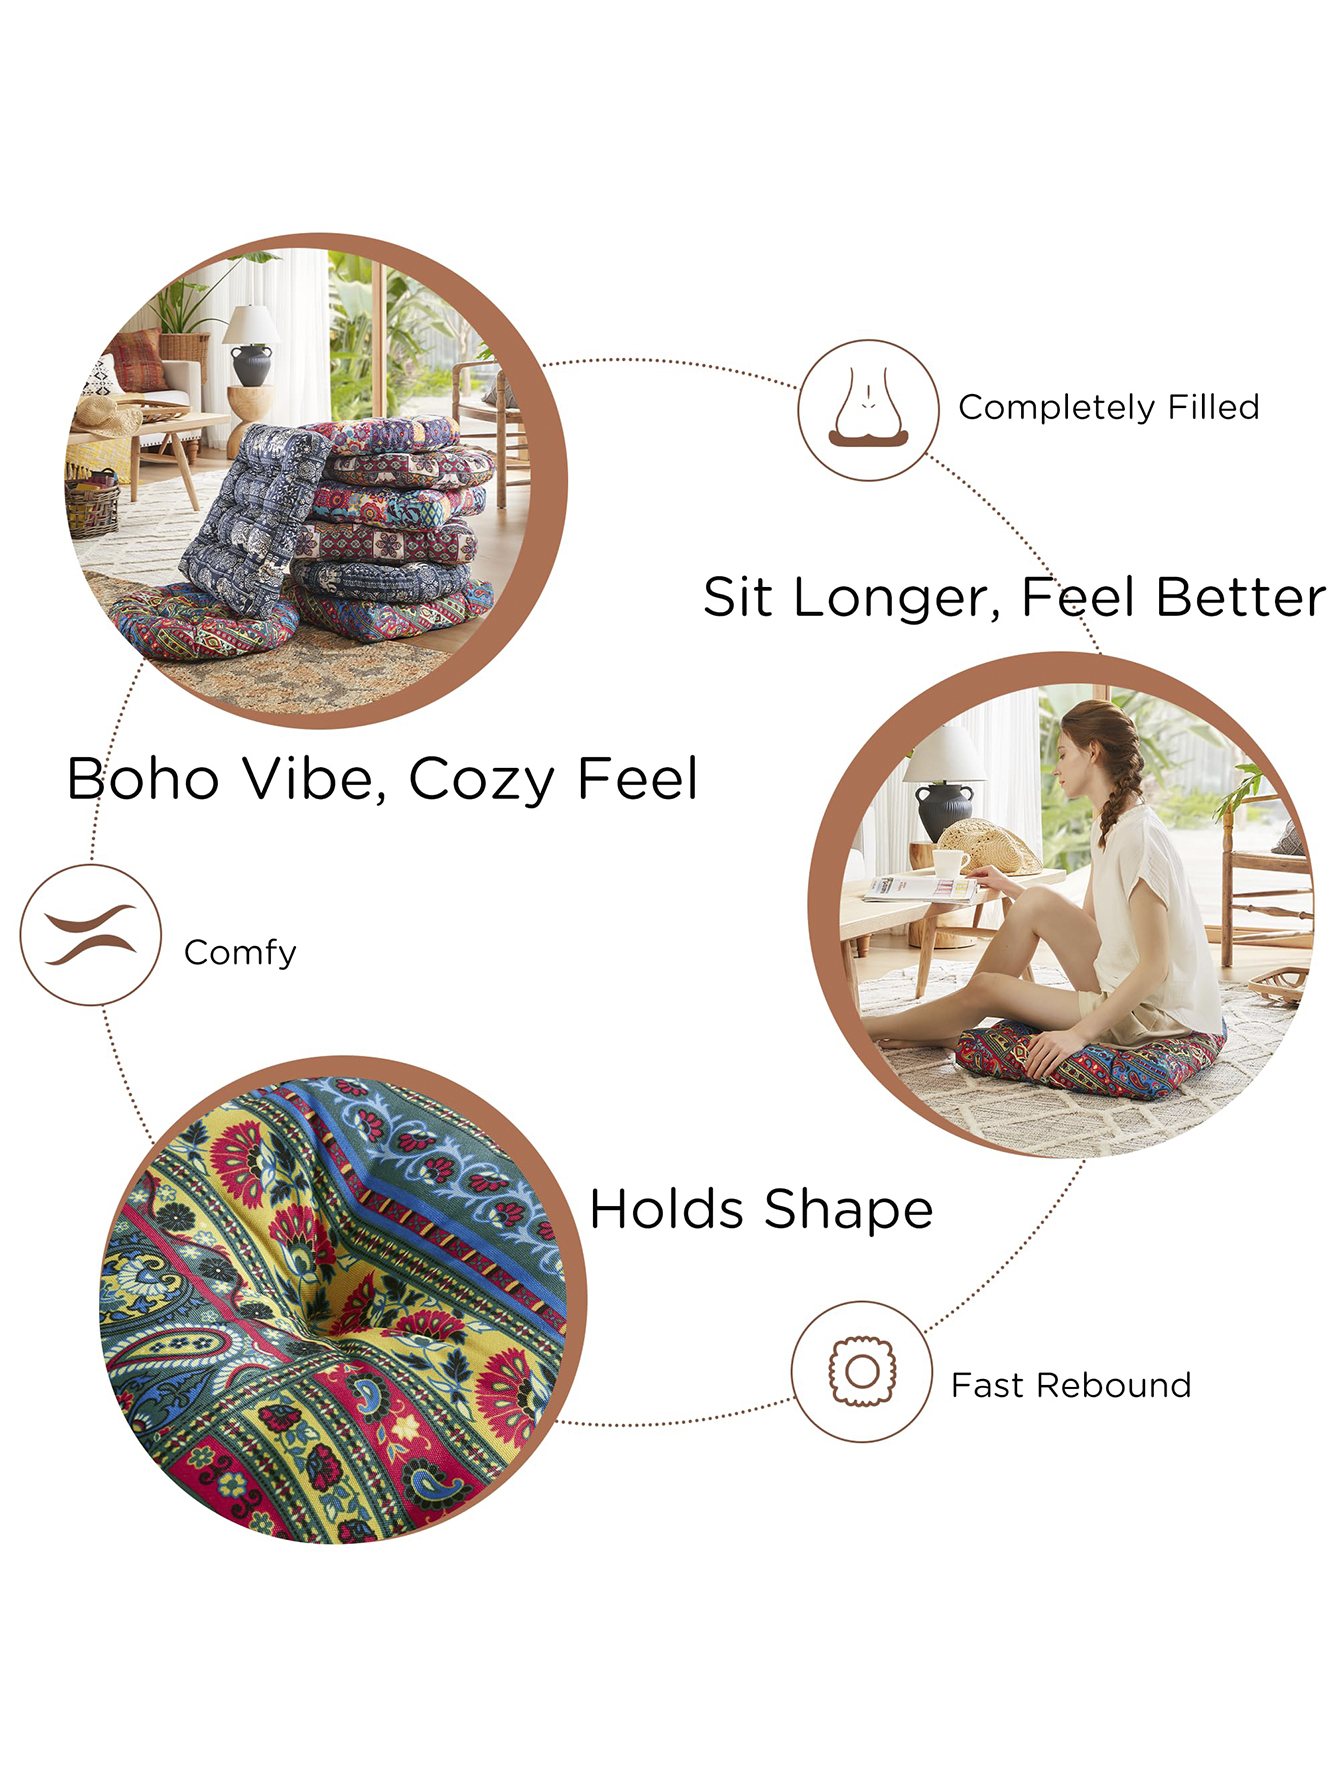 Completely Filled
Sit Longer, Feel Better
Boho Vibe, Cozy Feel
Comfy
Holds Shape
Fast Rebound